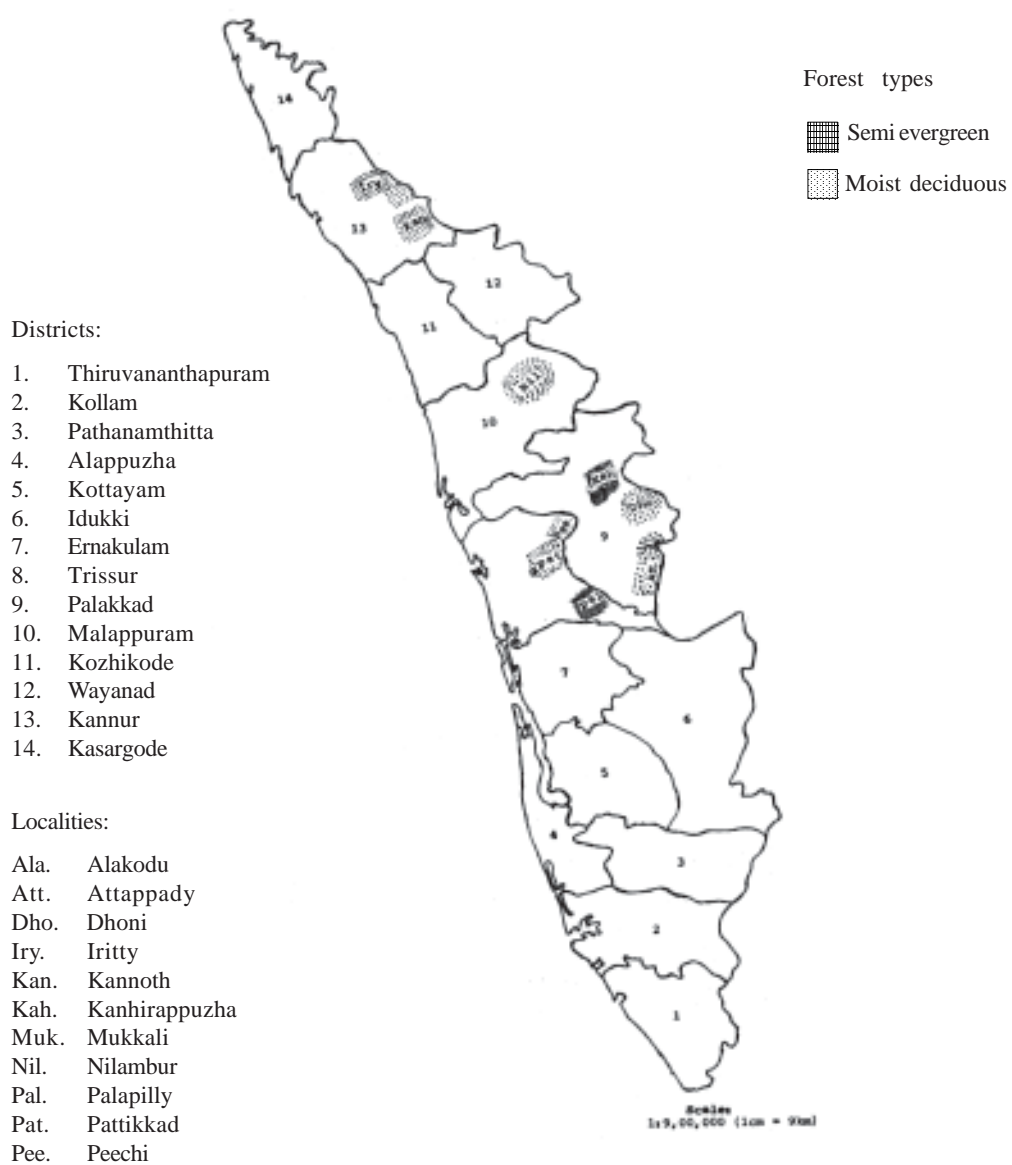 Forest types
Semi evergreen
Moist deciduous
14
13
12
11
10
9
7
6
5
4
3
2
1
Iry
Nil
Districts:
1. Thiruvananthapuram
2. Kollam
3. Pathanamthitta
4. Alappuzha
5. Kottayam
6. Idukki
7. Ernakulam
8. Trissur
9. Palakkad
10. Malappuram
11. Kozhikode
12. Wayanad
13. Kannur
14. Kasargode
Localities:
Ala. Alakodu
Att. Attappady
Dho. Dhoni
Iry. Iritty
Kan. Kannoth
Kah. Kanhirappuzha
Muk. Mukkali
Nil. Nilambur
Pal. Palapilly
Pat. Pattikkad
Pee. Peechi
1:9,00,000 (1cm = 9km)